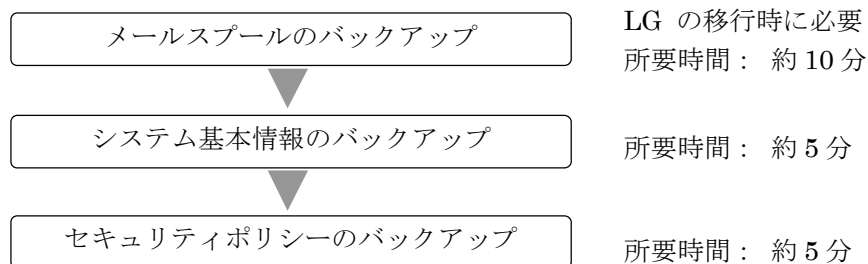 メールスプールのバックアップ
LG の移行時に必要
所要時間： 約 10 分
システム基本情報のバックアップ
所要時間： 約 5 分
セキュリティポリシーのバックアップ
所要時間： 約 5 分